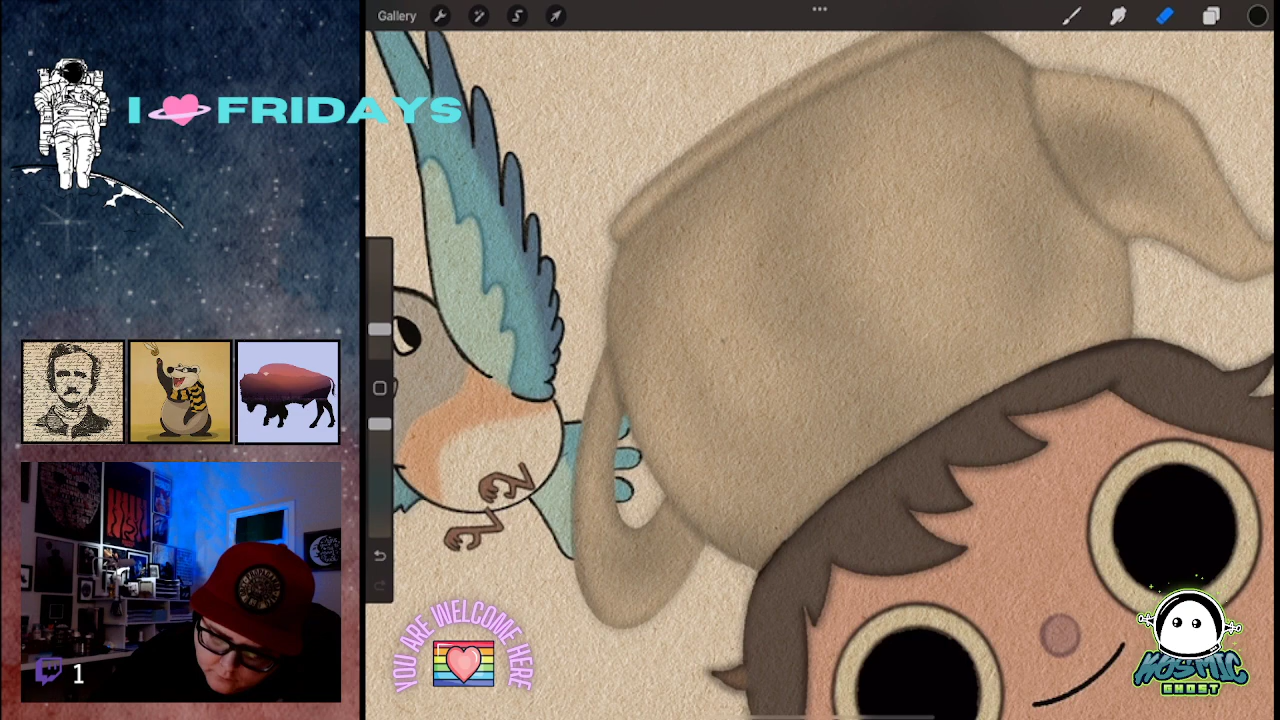 Gallery
I FRIDAYS
YOU ARE WELCOME HERE
1
KOSMIC
GHOST